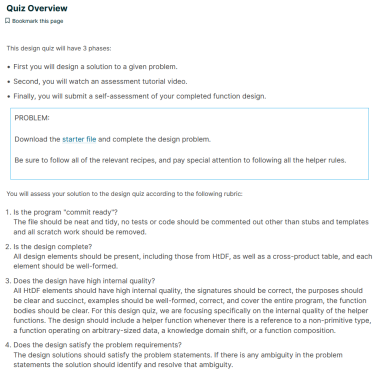 Quiz Overview
Bookmark this page
This design quiz will have 3 phases:
• First you will design a solution to a given problem.
• Second, you will watch an assessment tutorial video.
• Finally, you will submit a self-assessment of your completed function design.
PROBLEM:
Download the starter file and complete the design problem.
Be sure to follow all of the relevant recipes, and pay special attention to following all the helper rules.
You will assess your solution to the design quiz according to the following rubric:
1. Is the program "commit ready"?
The file should be neat and tidy, no tests or code should be commented out other than stubs and templates
and all scratch work should be removed.
2. Is the design complete?
All design elements should be present, including those from HtDF, as well as a cross-product table, and each
element should be well-formed.
3. Does the design have high internal quality?
All HtDF elements should have high internal quality, the signatures should be correct, the purposes should
be clear and succinct, examples should be well-formed, correct, and cover the entire program, the function
bodies should be clear. For this design quiz, we are focusing specifically on the internal quality of the helper
functions. The design should include a helper function whenever there is a reference to a non-primitive type,
a function operating on arbitrary-sized data, a knowledge domain shift, or a function composition.
4. Does the design satisfy the problem requirements?
The design solutions should satisfy the problem statements. If there is any ambiguity in the problem
statements the solution should identify and resolve that ambiguity.